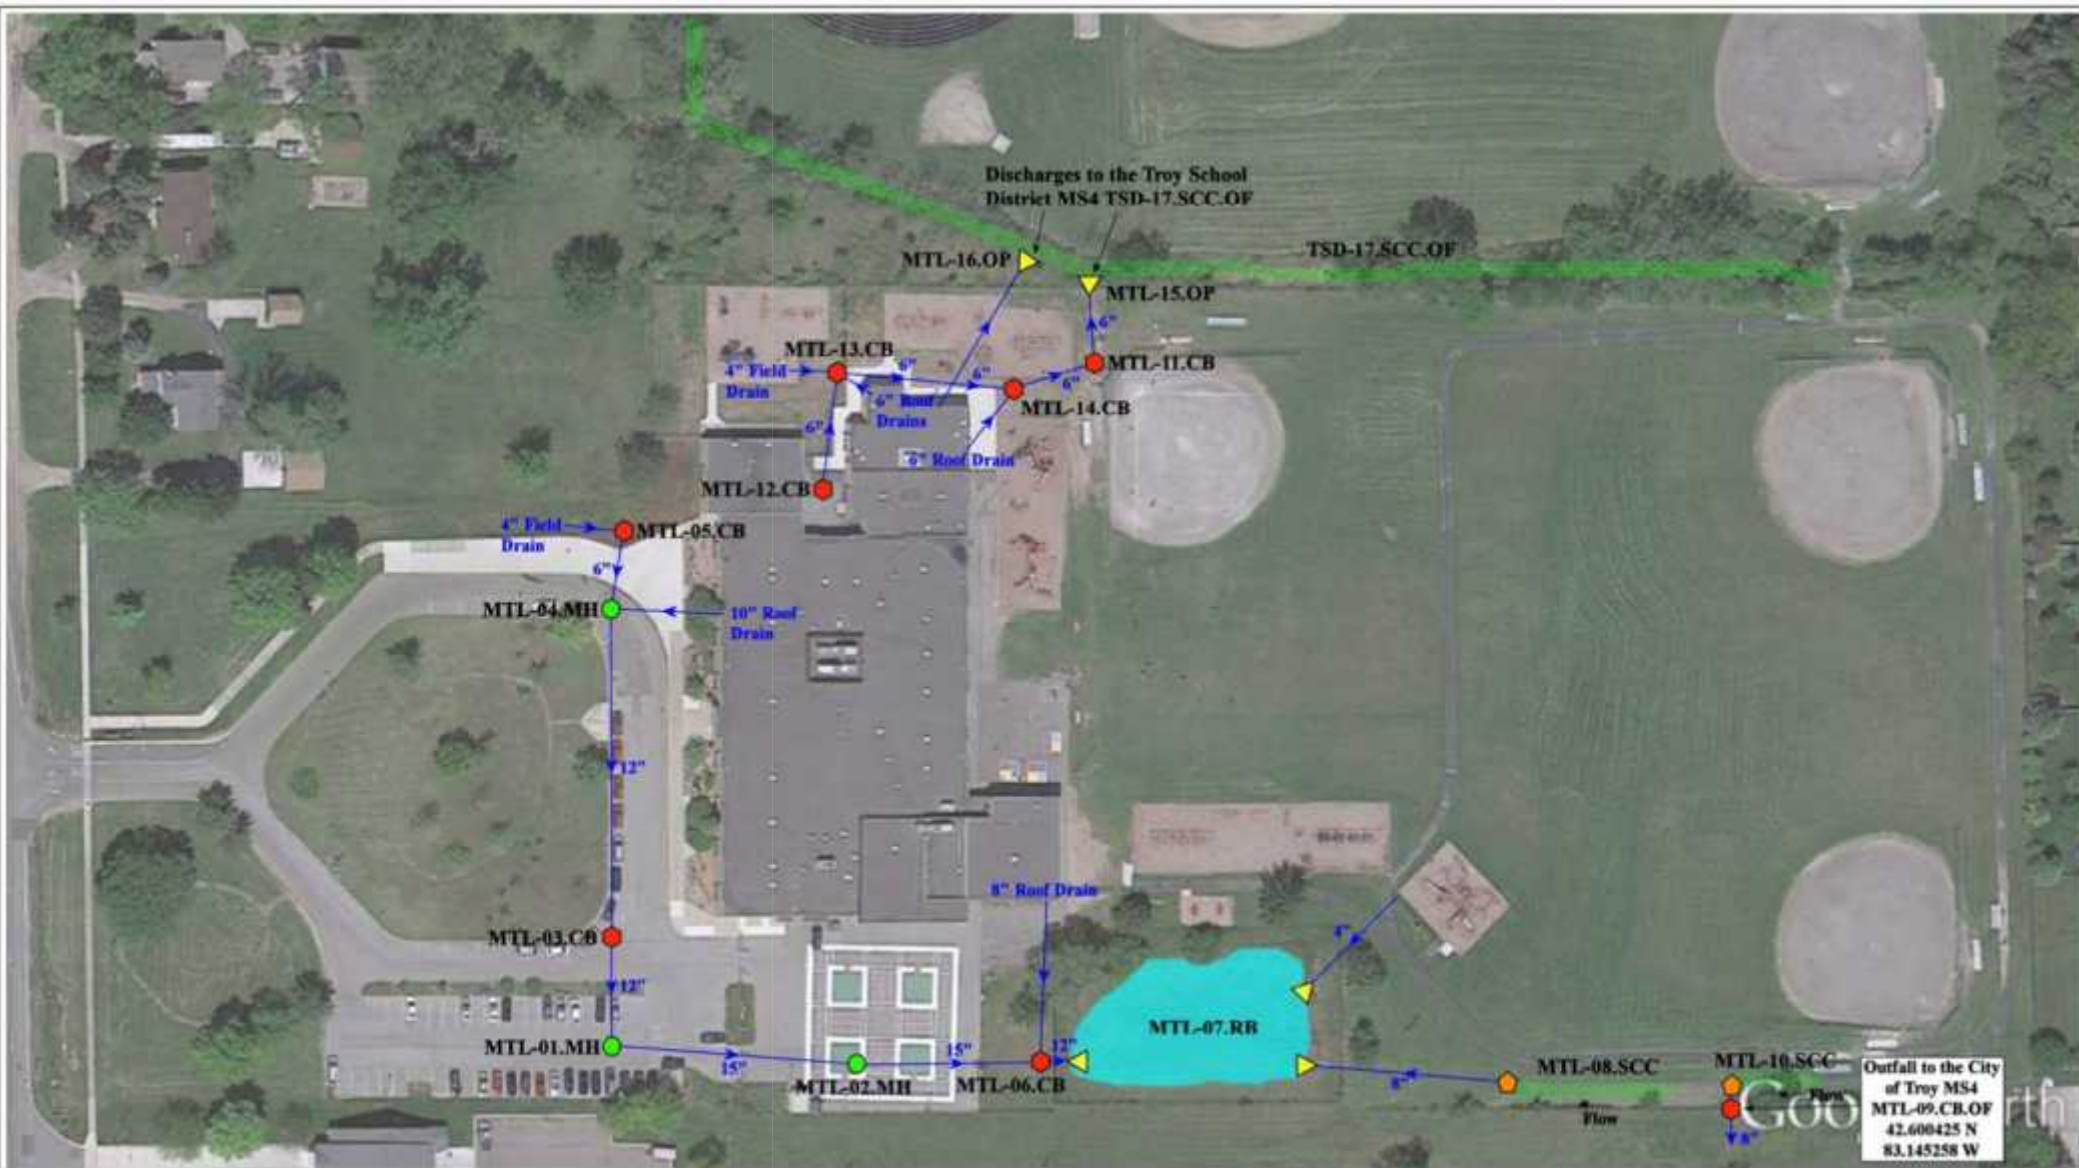 Discharges to the Troy School
District MS4 TSD-17.SCC.OF
MTL-16.OP
TSD-17.SCC.OF
MTL-15.OP
6"
MTL-13.CB
MTL-11.CB
4" Field
Drain
6"
6"
6"
6" Roof
Drains
MTL-14.CB
6"
6" Roof Drain
MTL-12.CB
4" Field
Drain
MTL-05.CB
6"
MTL-04.MH
10" Roof
Drain
12"
8" Roof Drain
MTL-03.CB
4"
12"
MTL-07.RB
MTL-01.MH
15"
15"
12"
MTL-02.MH
MTL-06.CB
8"
MTL-08.SCC
MTL-10.SCC
Flow
Flow
8"
Outfall to the City
of Troy MS4
MTL-09.CB.OF
42.600425 N
83.145258 W